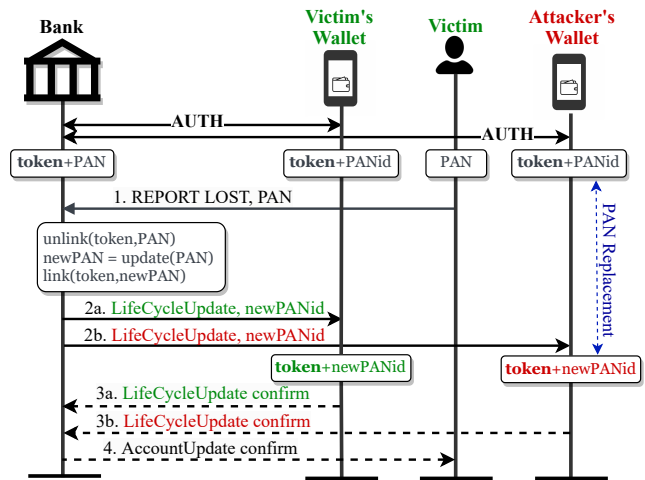 Bank
Victim's
Wallet
Victim
Attacker's
Wallet
AUTH
AUTH
token+PAN
token+PANid
PAN
token+PANid
1. REPORT LOST, PAN
unlink(token,PAN)
newPAN = update(PAN)
link(token,newPAN)
PAN Replacement
2a. LifeCycleUpdate, newPANid
2b. LifeCycleUpdate, newPANid
token+newPANid
token+newPANid
3a. LifeCycleUpdate confirm
3b. LifeCycleUpdate confirm
4. AccountUpdate confirm